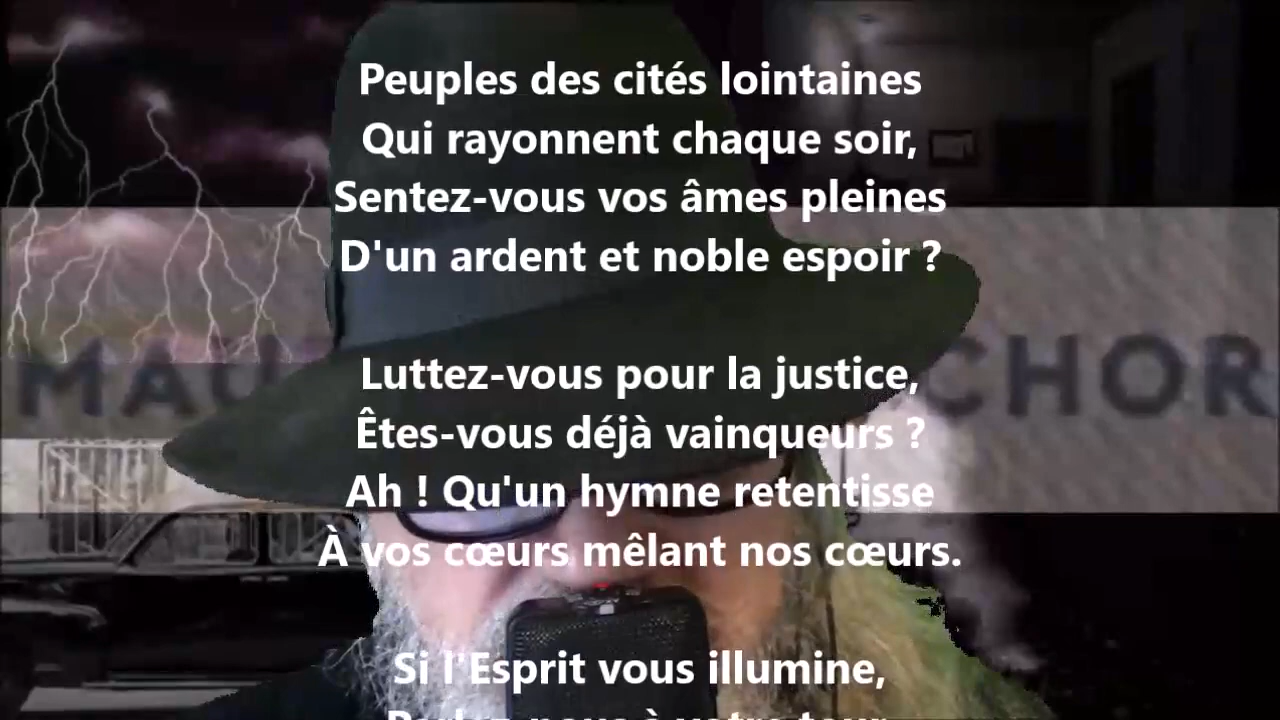 Peuples des cités lointaines
Qui rayonnent chaque soir,
Sentez-vous vos âmes pleines
D'un ardent et noble espoir ?
Luttez-vous pour la justice,
Êtes-vous déjà vainqueurs ?
Ah ! Qu'un hymne retentisse
À vos cœurs mêlant nos cœurs.
Si l'Esprit vous illumine,